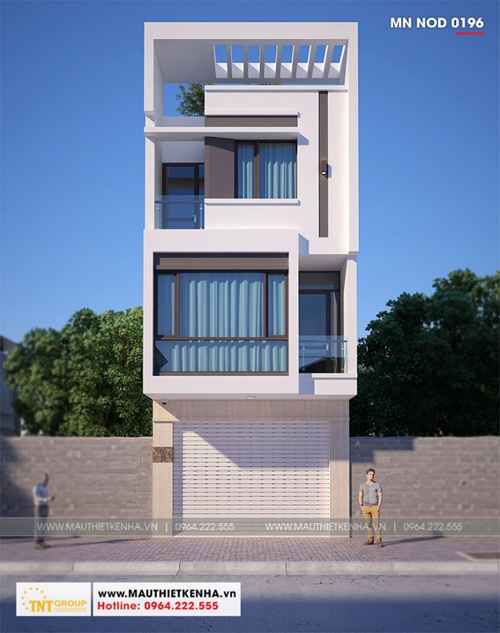 MN NOD 0196
WWW.MAUTHIETKENHA.VN | 0964.222.555
WWW.MAUTHIETKENHA.VN | 0964.222.555
TNT GROUP
www.MAUTHIETKENHA.vn
Hotline: 0964.222.555